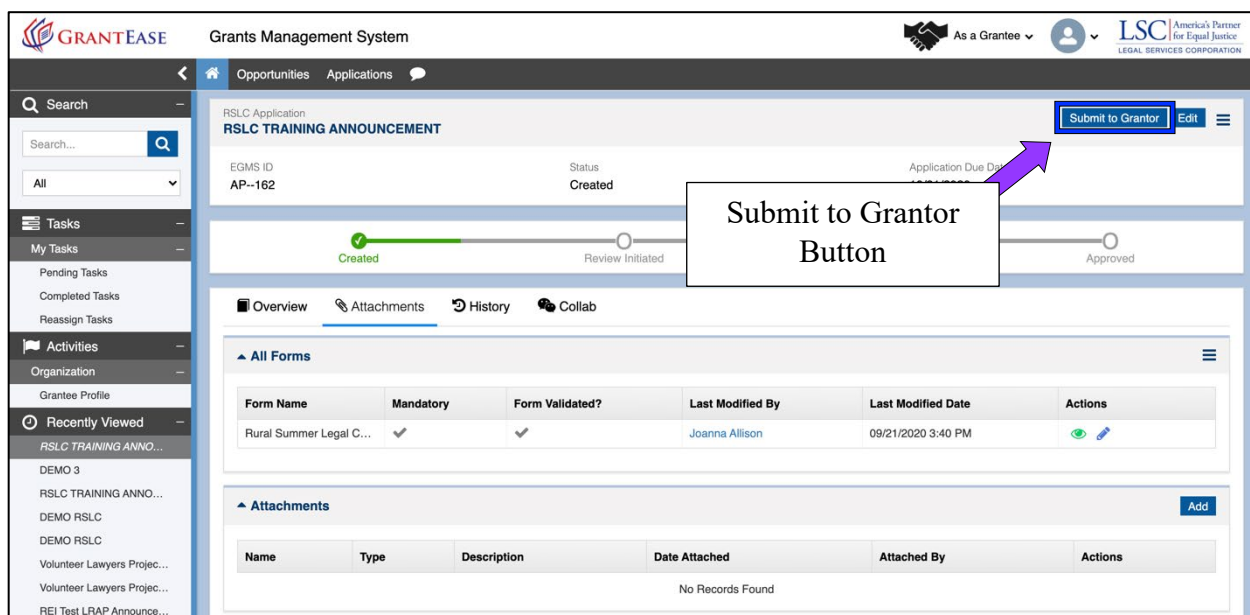 GRANTEASE
Grants Management System
As a Grantee
LSC America's Partner for Equal Justice
LEGAL SERVICES CORPORATION
Opportunities Applications
Search
Search...
All
Tasks
My Tasks
Pending Tasks
Completed Tasks
Reassign Tasks
Activities
Organization
Grantee Profile
Recently Viewed
RSLC TRAINING ANNO...
DEMO 3
RSLC TRAINING ANNO...
DEMO RSLC
DEMO RSLC
Volunteer Lawyers Projec...
Volunteer Lawyers Projec...
REI Test LRAP Announce...
RSLC Application
RSLC TRAINING ANNOUNCEMENT
Submit to Grantor Edit
EGMS ID Status Application Due
AP--162 Created
Submit to Grantor
Button
Created Review Initiated Approved
Overview Attachments History Collab
All Forms
Form Name Mandatory Form Validated? Last Modified By Last Modified Date Actions
Rural Summer Legal C... Joanna Allison 09/21/2020 3:40 PM
Attachments Add
Name Type Description Date Attached Attached By Actions
No Records Found